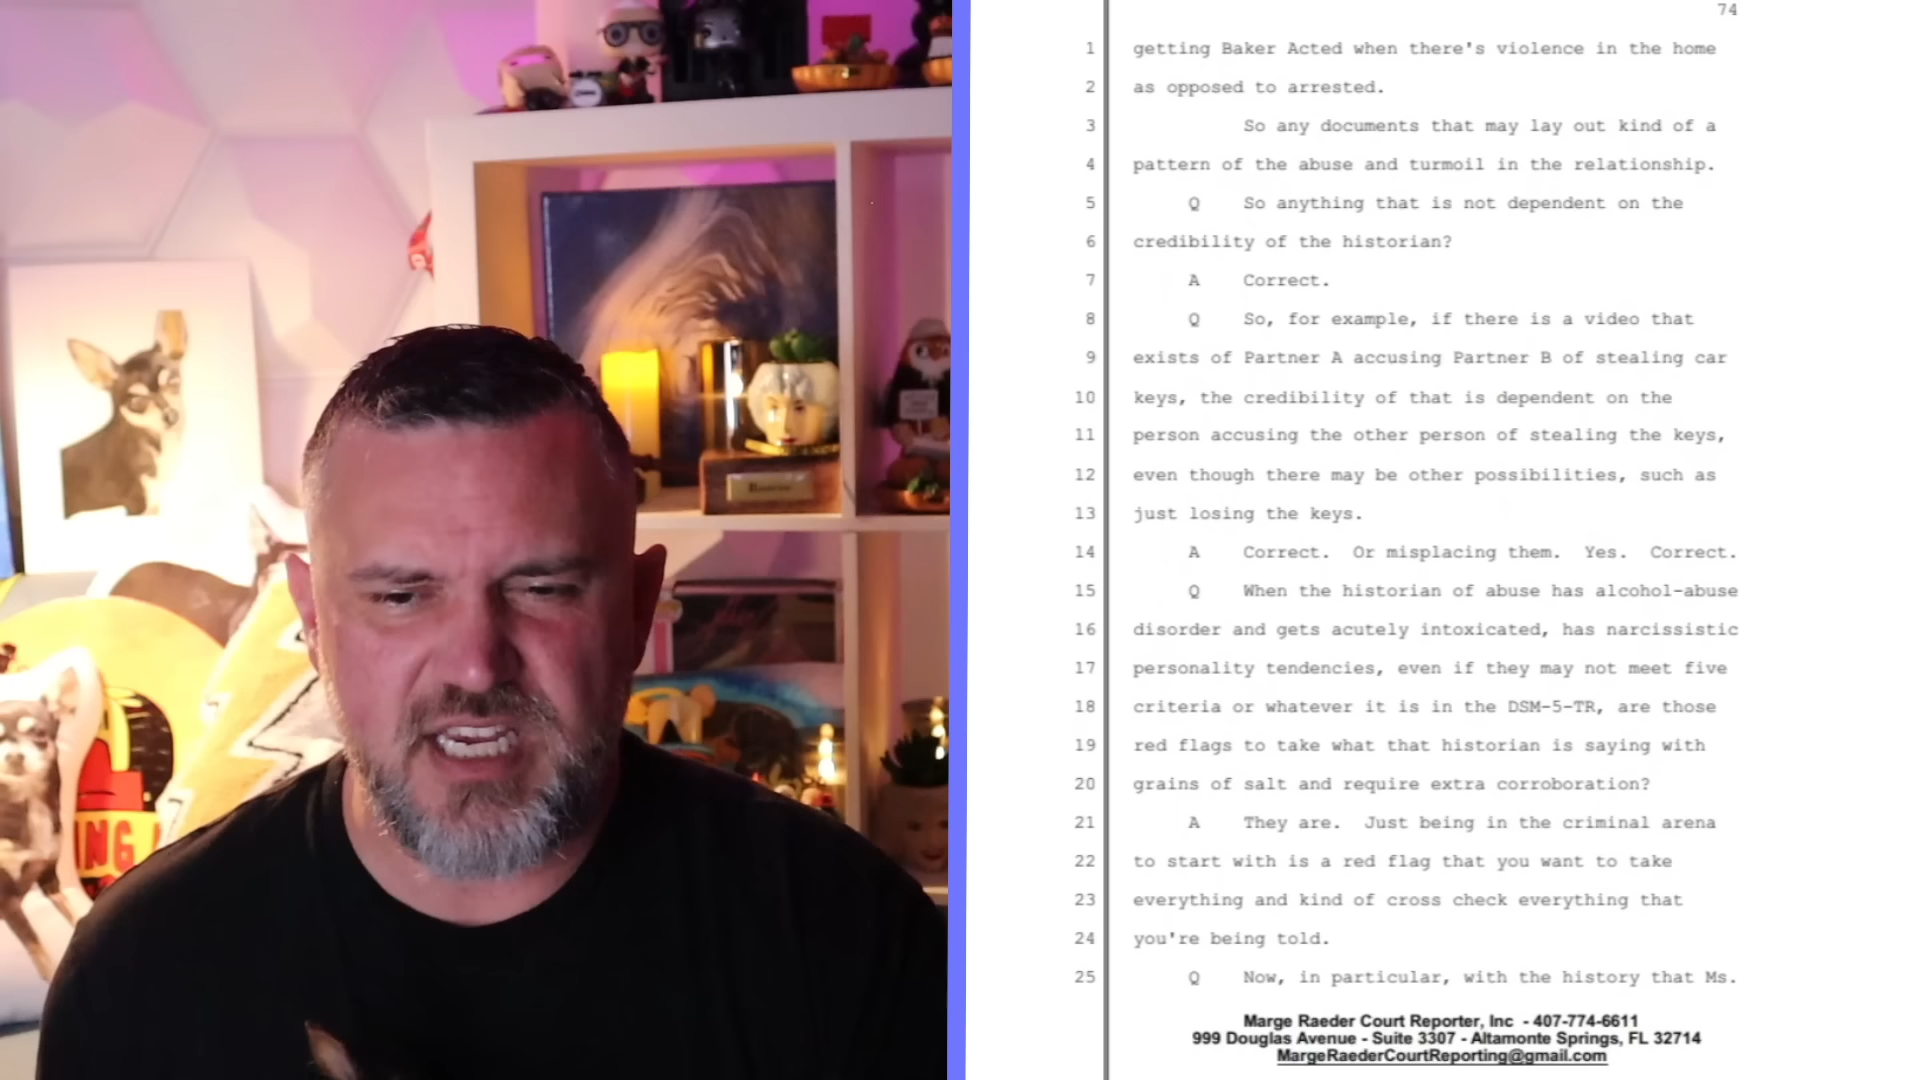 74
1 getting Baker Acted when there's violence in the home
2 as opposed to arrested.
3 So any documents that may lay out kind of a
4 pattern of the abuse and turmoil in the relationship.
5 Q So anything that is not dependent on the
6 credibility of the historian?
7 A Correct.
8 Q So, for example, if there is a video that
9 exists of Partner A accusing Partner B of stealing car
10 keys, the credibility of that is dependent on the
11 person accusing the other person of stealing the keys,
12 even though there may be other possibilities, such as
13 just losing the keys.
14 A Correct. Or misplacing them. Yes. Correct.
15 Q When the historian of abuse has alcohol-abuse
16 disorder and gets acutely intoxicated, has narcissistic
17 personality tendencies, even if they may not meet five
18 criteria or whatever it is in the DSM-5-TR, are those
19 red flags to take what that historian is saying with
20 grains of salt and require extra corroboration?
21 A They are. Just being in the criminal arena
22 to start with is a red flag that you want to take
23 everything and kind of cross check everything that
24 you're being told.
25 Q Now, in particular, with the history that Ms.
Marge Raeder Court Reporter, Inc - 407-774-6611
999 Douglas Avenue - Suite 3307 - Altamonte Springs, FL 32714
MargeRaederCourtReporting@gmail.com